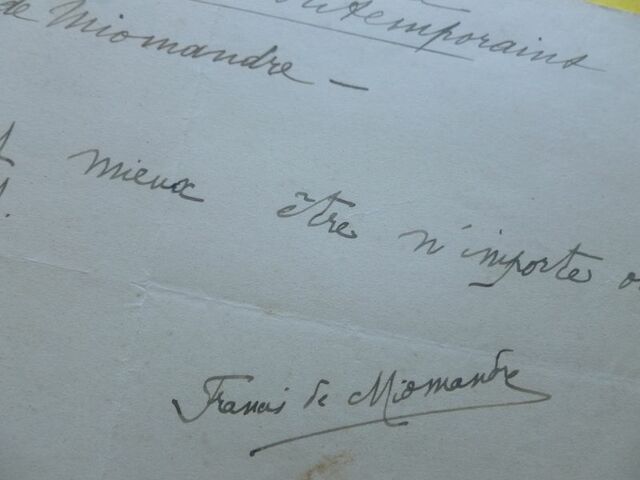 contemporains
de Miomandre —
mieux être n'importe
Francis de Miomandre